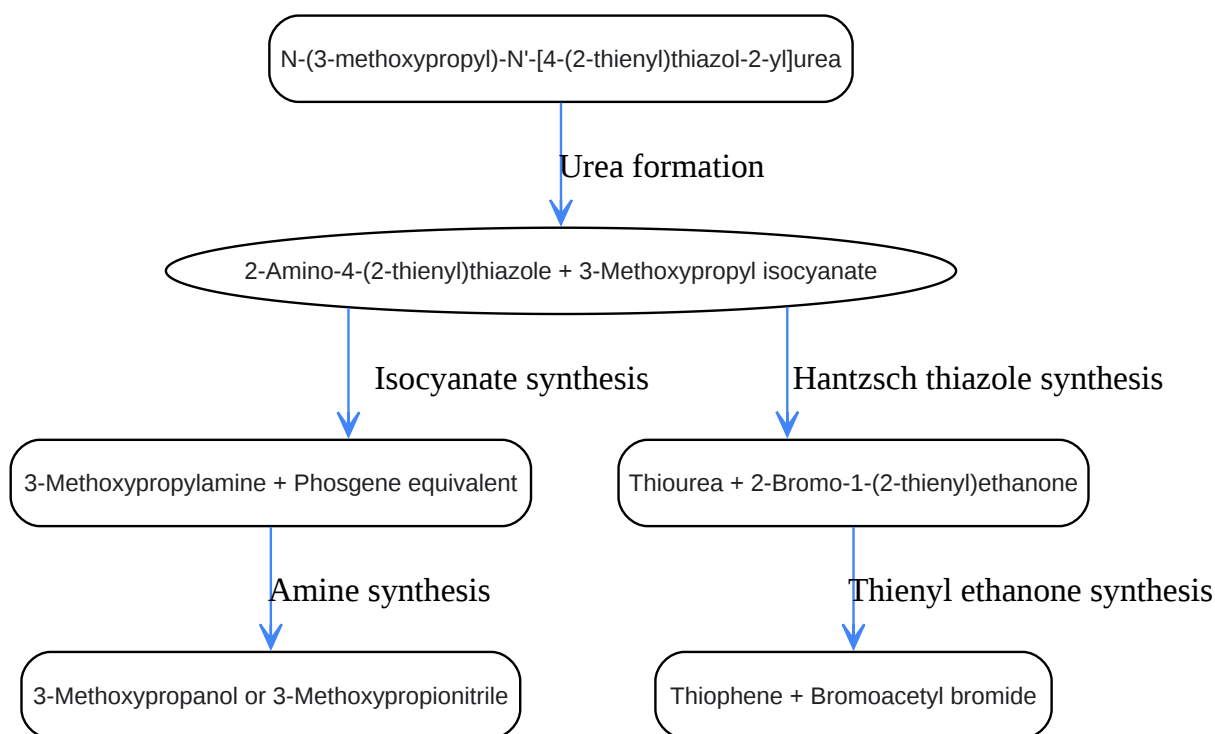 N-(3-methoxypropyl)-N'-[4-(2-thienyl)thiazol-2-yl]urea
Urea formation
2-Amino-4-(2-thienyl)thiazole + 3-Methoxypropyl isocyanate
Isocyanate synthesis
Hantzsch thiazole synthesis
3-Methoxypropylamine + Phosgene equivalent
Thiourea + 2-Bromo-1-(2-thienyl)ethanone
Amine synthesis
Thienyl ethanone synthesis
3-Methoxypropanol or 3-Methoxypropionitrile
Thiophene + Bromoacetyl bromide